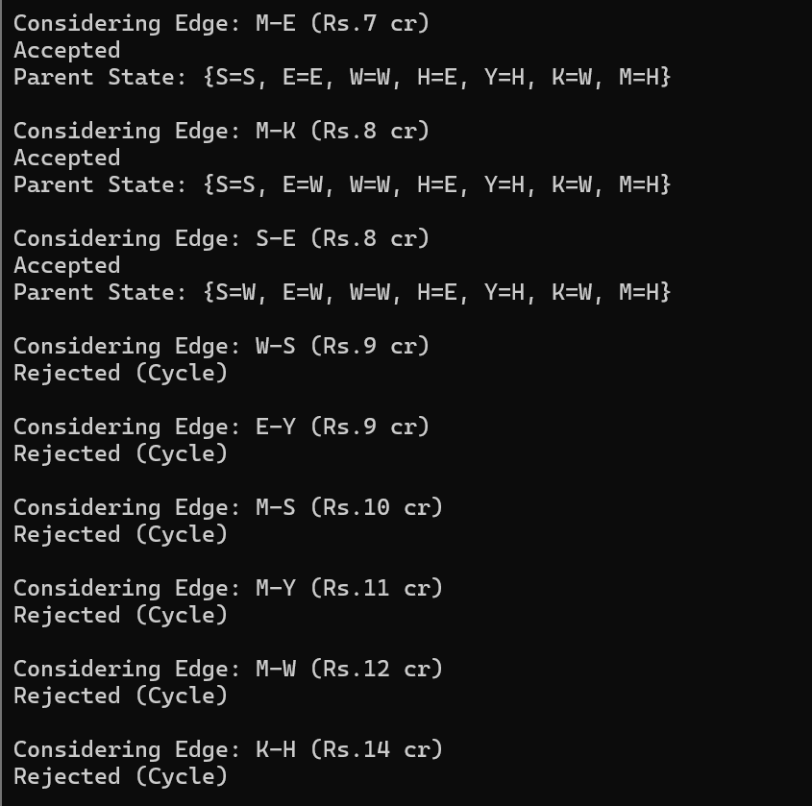 Considering Edge: M-E (Rs.7 cr)
Accepted
Parent State: {S=S, E=E, W=W, H=E, Y=H, K=W, M=H}
Considering Edge: M-K (Rs.8 cr)
Accepted
Parent State: {S=S, E=W, W=W, H=E, Y=H, K=W, M=H}
Considering Edge: S-E (Rs.8 cr)
Accepted
Parent State: {S=W, E=W, W=W, H=E, Y=H, K=W, M=H}
Considering Edge: W-S (Rs.9 cr)
Rejected (Cycle)
Considering Edge: E-Y (Rs.9 cr)
Rejected (Cycle)
Considering Edge: M-S (Rs.10 cr)
Rejected (Cycle)
Considering Edge: M-Y (Rs.11 cr)
Rejected (Cycle)
Considering Edge: M-W (Rs.12 cr)
Rejected (Cycle)
Considering Edge: K-H (Rs.14 cr)
Rejected (Cycle)